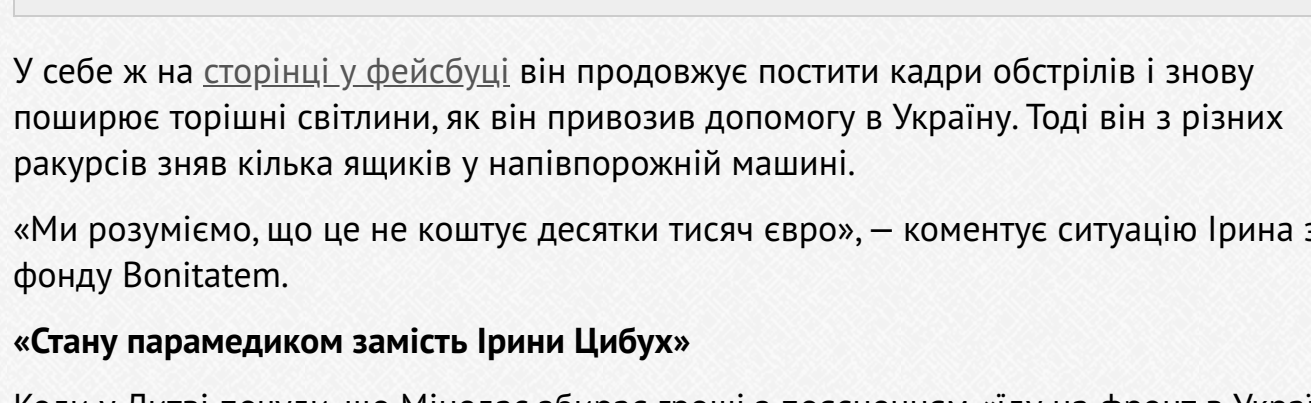 У себе ж на сторінці у фейсбуці він продовжує постити кадри обстрілів і знову
поширює торішні світлини, як він привозив допомогу в Україну. Тоді він з різних
ракурсів зняв кілька ящиків у напівпорожній машині.
«Ми розуміємо, що це не коштує десятки тисяч євро», — коментує ситуацію Ірина з
фонду Bonitatem.
«Стану парамедиком замість Ірини Цибух»